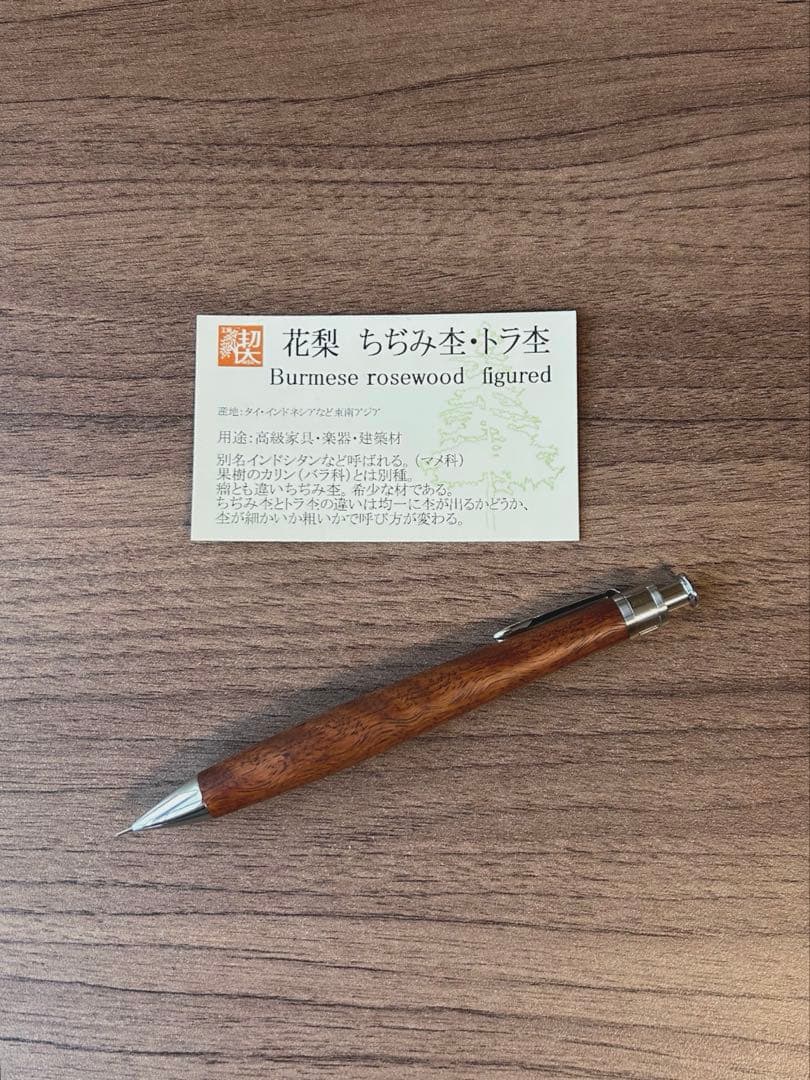 工房
楔
花梨 ちぢみ杢・トラ杢
Burmese rosewood figured
産地：タイ・インドネシアなど東南アジア
用途：高級家具・楽器・建築材
別名インドシタンなど呼ばれる。（マメ科）
果樹のカリン（バラ科）とは別種。
瘤とも違いちぢみ杢。希少な材である。
ちぢみ杢とトラ杢の違いは均一に杢が出るかどうか、
杢が細かいか粗いかで呼び方が変わる。